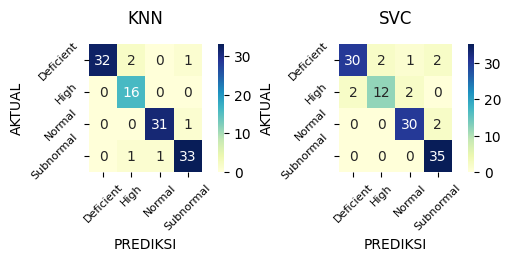 KNN
AKTUAL
Deficient 32 2 0 1
High 0 16 0 0
Normal 0 0 31 1
Subnormal 0 1 1 33
Deficient High Normal Subnormal
PREDIKSI
30
20
10
0
SVC
AKTUAL
Deficient 30 2 1 2
High 2 12 2 0
Normal 0 0 30 2
Subnormal 0 0 0 35
Deficient High Normal Subnormal
PREDIKSI
30
20
10
0